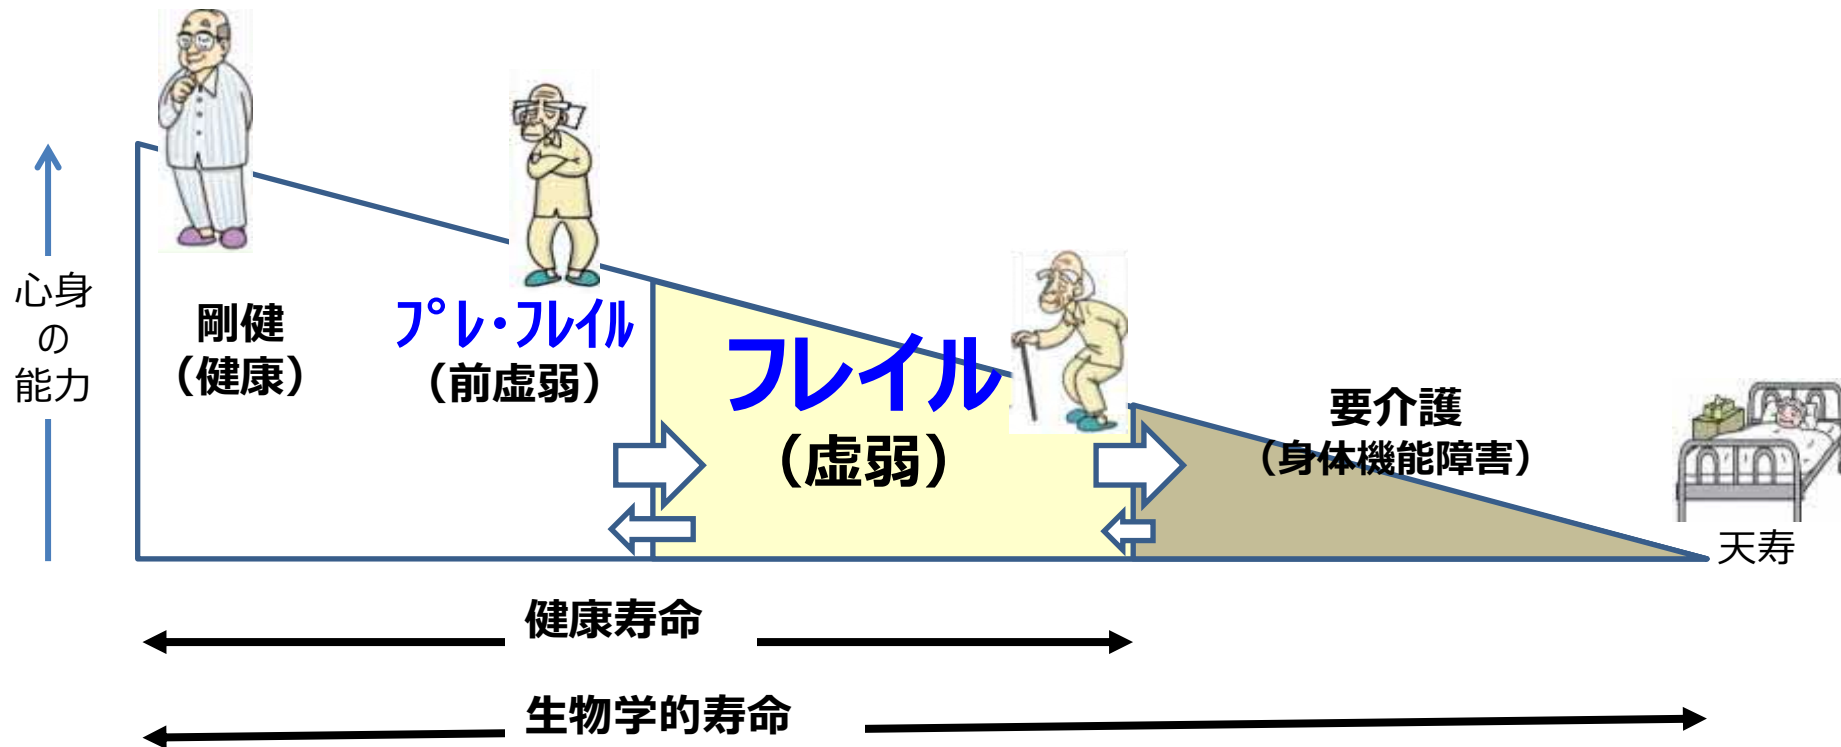 心身
の
能力
剛健
（健康）
プレ・フレイル
（前虚弱）
フレイル
（虚弱）
要介護
（身体機能障害）
天寿
健康寿命
生物学的寿命